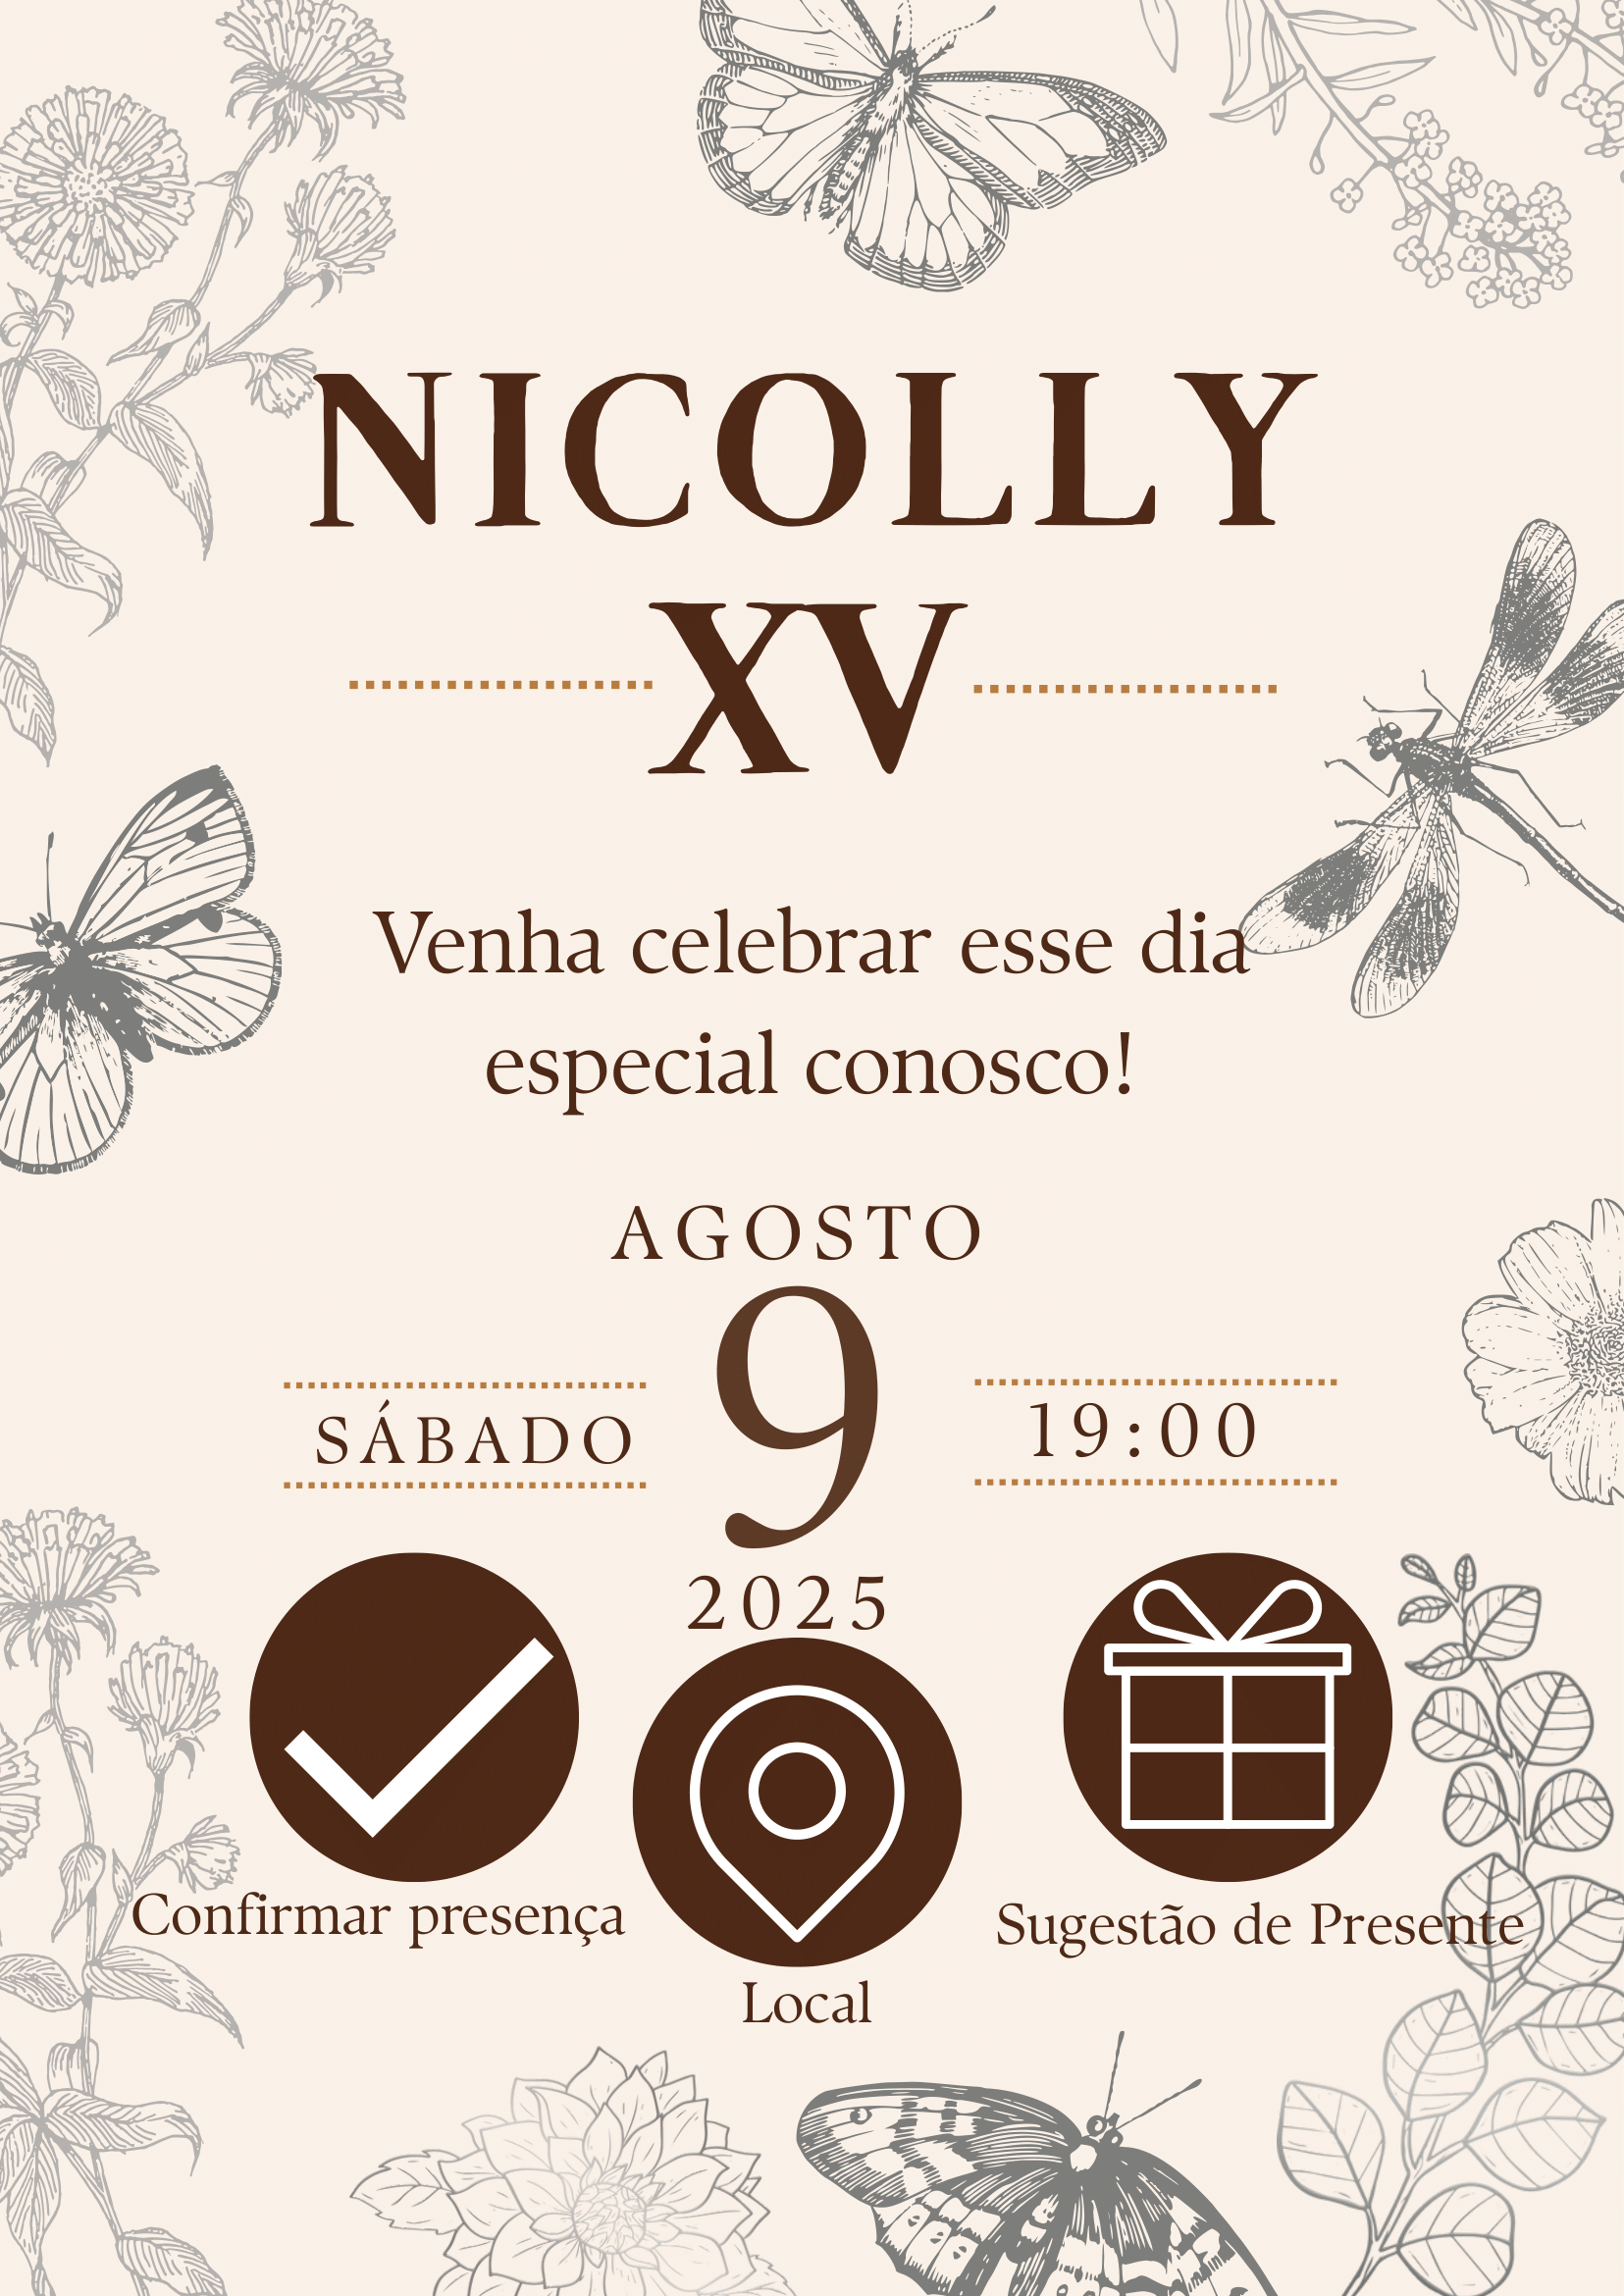 NICOLLY
XV
Venha celebrar esse dia
especial conosco!
AGOSTO
SÁBADO
9
19:00
2025
Confirmar presença
Local
Sugestão de Presente